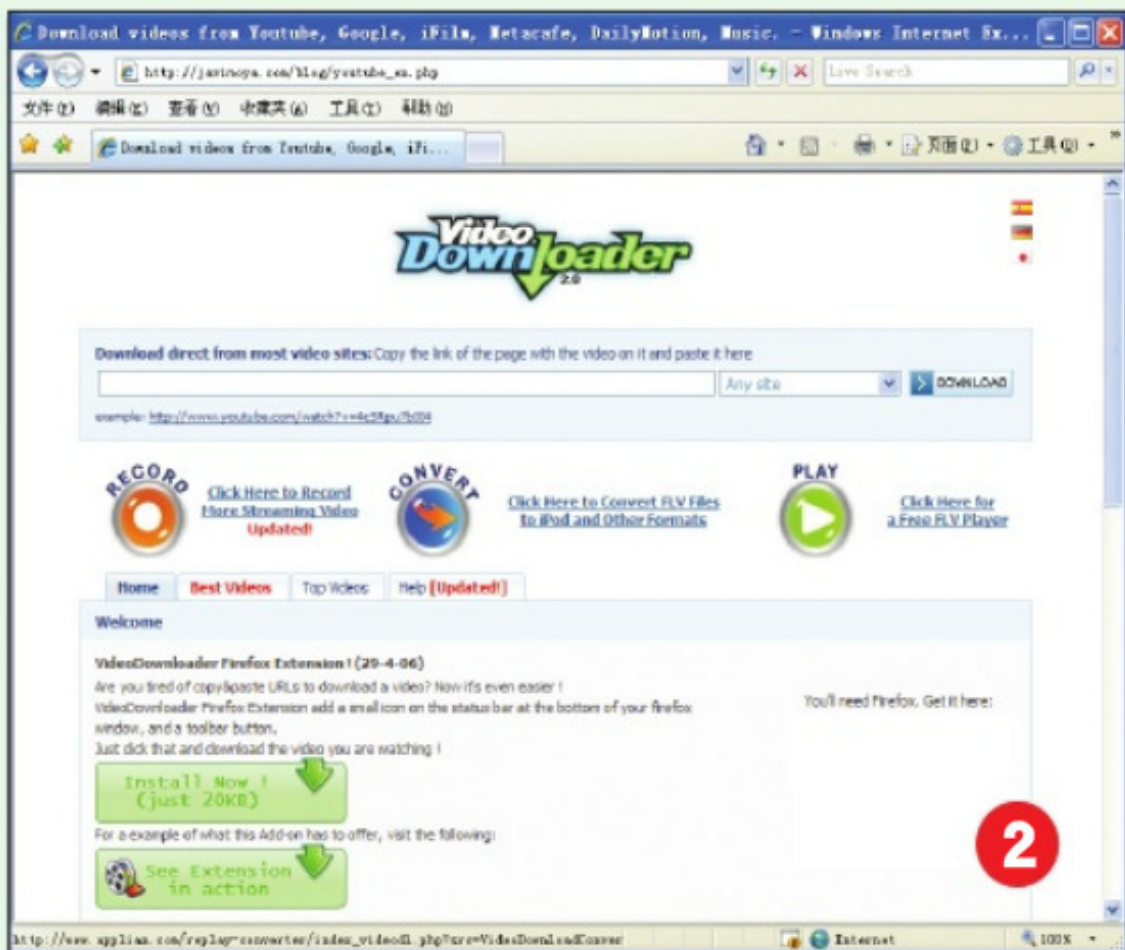 Download videos from Youtube, Google, iFilm, Metacafe, DailyMotion, Music. - Windows Internet Ex...
http://javimoya.com/blog/youtube_en.php
Live Search
文件(F) 编辑(E) 查看(V) 收藏夹(A) 工具(T) 帮助(H)
Download videos from Youtube, Google, iFi...
页面(P) 工具(O)
Video
Downloader
2.0
Download direct from most video sites: Copy the link of the page with the video on it and paste it here
Any site
DOWNLOAD
example:
RECORD
Click Here to Record
More Streaming Video
Updated!
CONVERT
Click Here to Convert FLV Files
to iPod and Other Formats
PLAY
Click Here for
a Free FLV Player
Home Best Videos Top Videos Help [Updated!]
Welcome
VideoDownloader Firefox Extension ! (29-4-06)
Are you tired of copy&paste URLs to download a video? Now it's even easier !
VideoDownloader Firefox Extension add a small icon on the status bar at the bottom of your firefox
window, and a toolbar button.
Just click that and download the video you are watching !
You'll need Firefox. Get it here:
Install Now !
(just 20KB)
For a example of what this Add-on has to offer, visit the following:
See Extension
in action
2
http://www.applian.com/replay-converter/index_videodl.php?src=VideoDownloadConver
Internet
100%